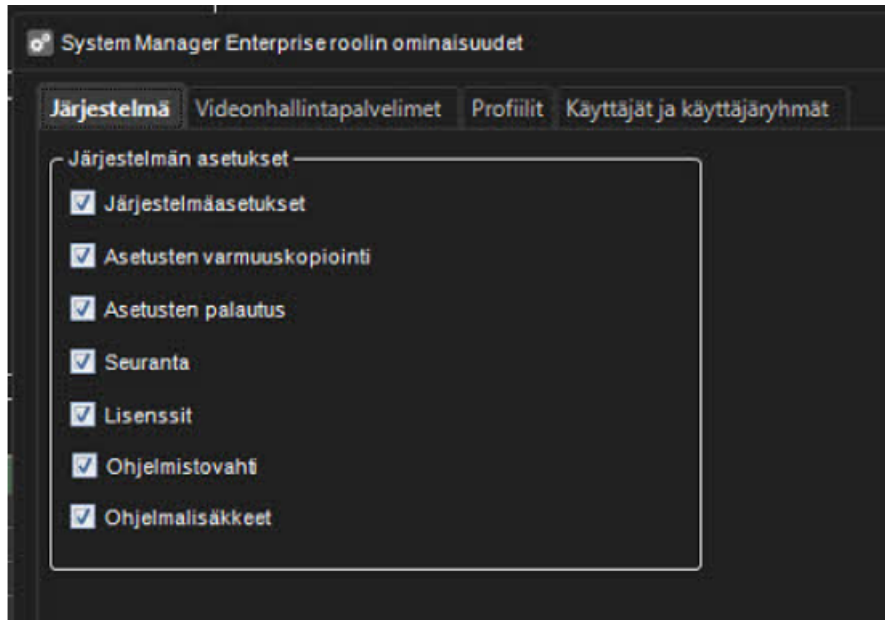 System Manager Enterprise roolin ominaisuudet
Järjestelmä Videonhallintapalvelimet Profiilit Käyttäjät ja käyttäjäryhmät
Järjestelmän asetukset
Järjestelmäasetukset
Asetusten varmuuskopiointi
Asetusten palautus
Seuranta
Lisenssit
Ohjelmistovahti
Ohjelmalisäkkeet